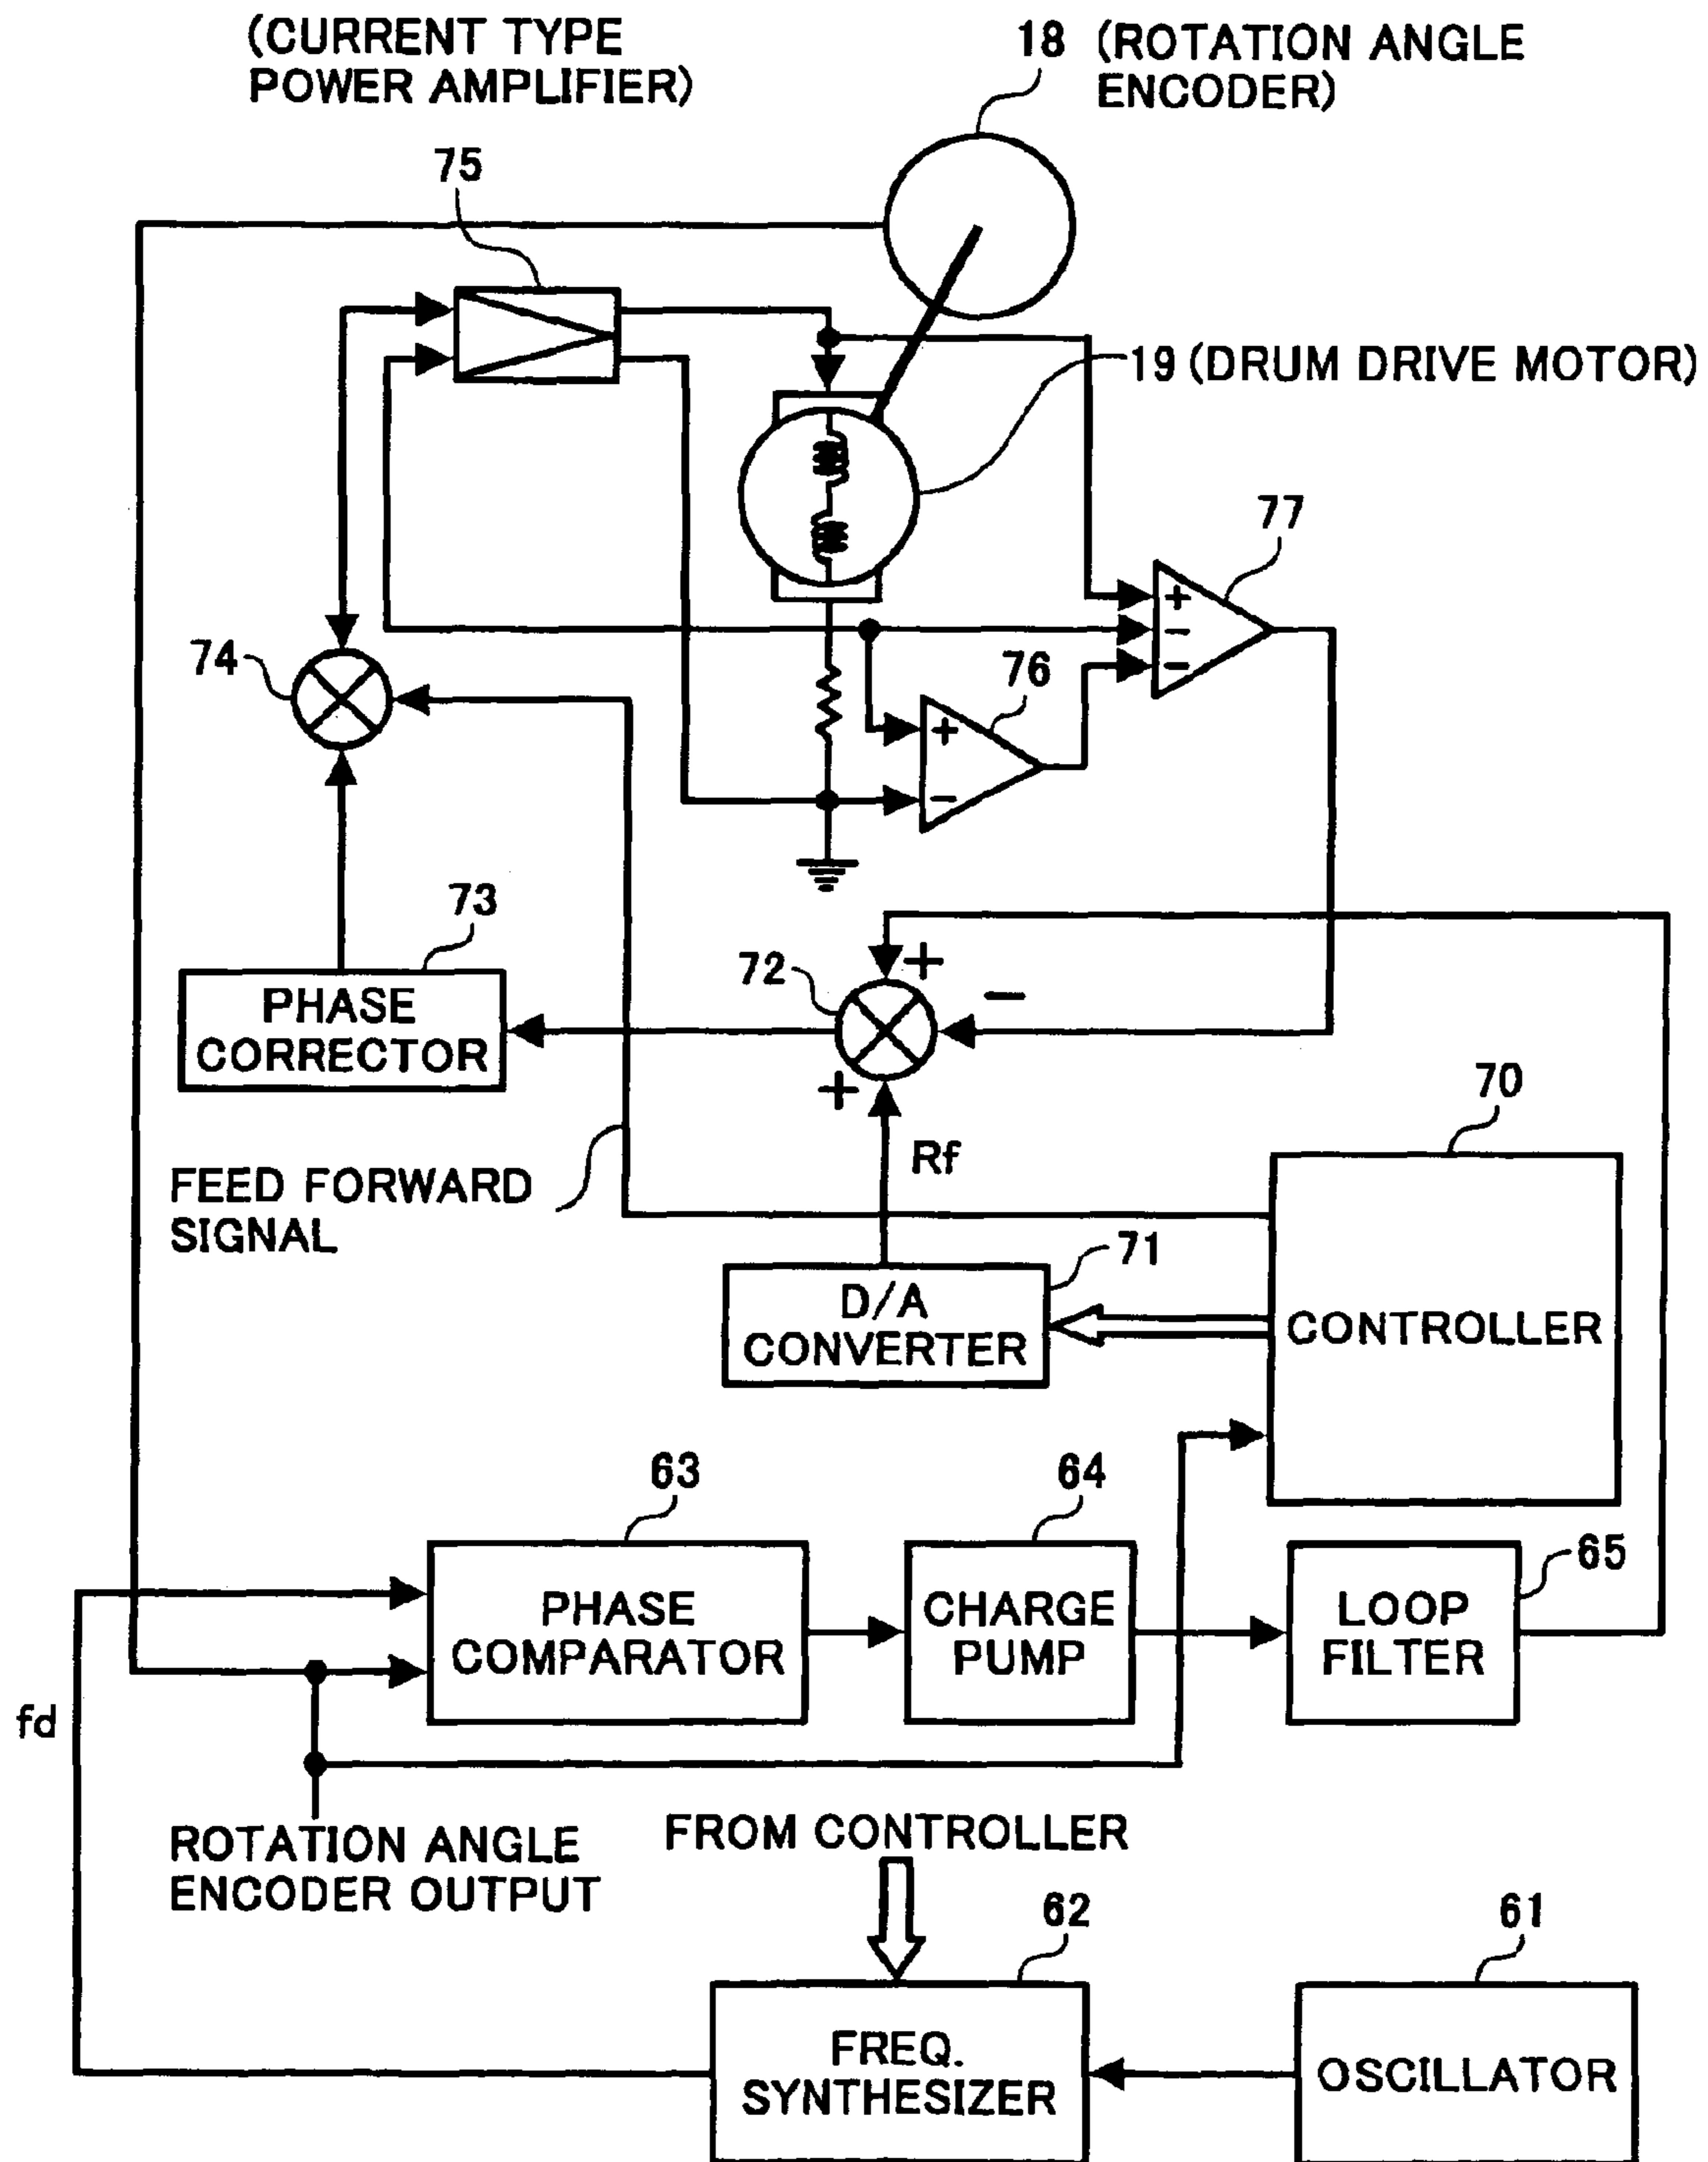 (CURRENT TYPE
POWER AMPLIFIER)
18 (ROTATION ANGLE
ENCODER)
75
19 (DRUM DRIVE MOTOR)
77
+
-
-
74
76
+
-
73
PHASE
CORRECTOR
72
+
-
+
Rf
70
CONTROLLER
FEED FORWARD
SIGNAL
71
D/A
CONVERTER
63
PHASE
COMPARATOR
64
CHARGE
PUMP
65
LOOP
FILTER
fd
ROTATION ANGLE
ENCODER OUTPUT
FROM CONTROLLER
62
FREQ.
SYNTHESIZER
61
OSCILLATOR